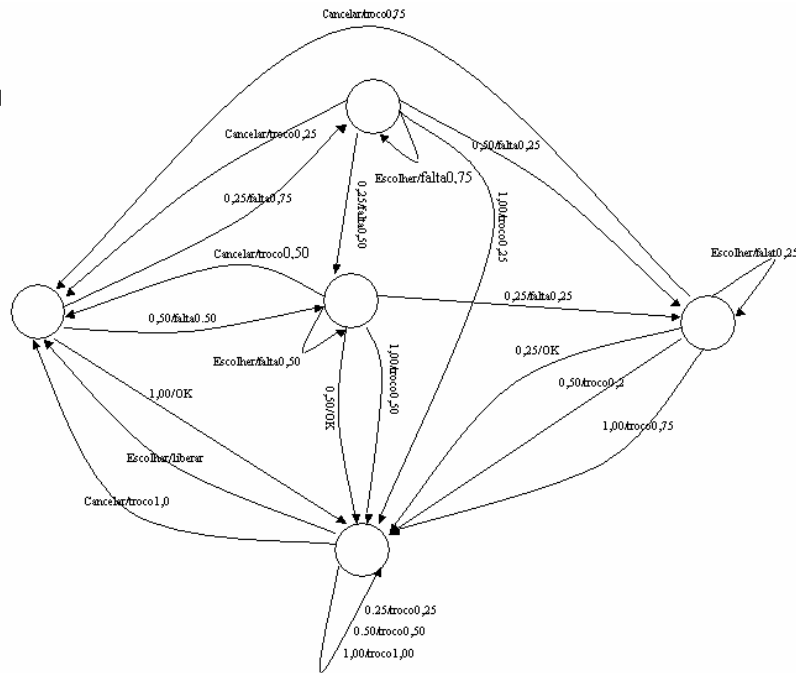 Cancelar/troco0,75
Cancelar/troco0,25
0,50/falta0,25
Escolher/falta0,75
0,25/falta0,75
0,25/falta0,50
1,00/troco0,25
Cancelar/troco0,50
Escolher/falat0,25
0,25/falta0,25
0,50/falta0.50
Escolher/falta0,50
0,25/OK
0,50/troco0,2
1,00/OK
0,50/OK
1,00/troco0,50
1,00/troco0,75
Escolher/liberar
Cancelar/troco1,0
0.25/troco0,25
0.50/troco0,50
1,00/troco1,00